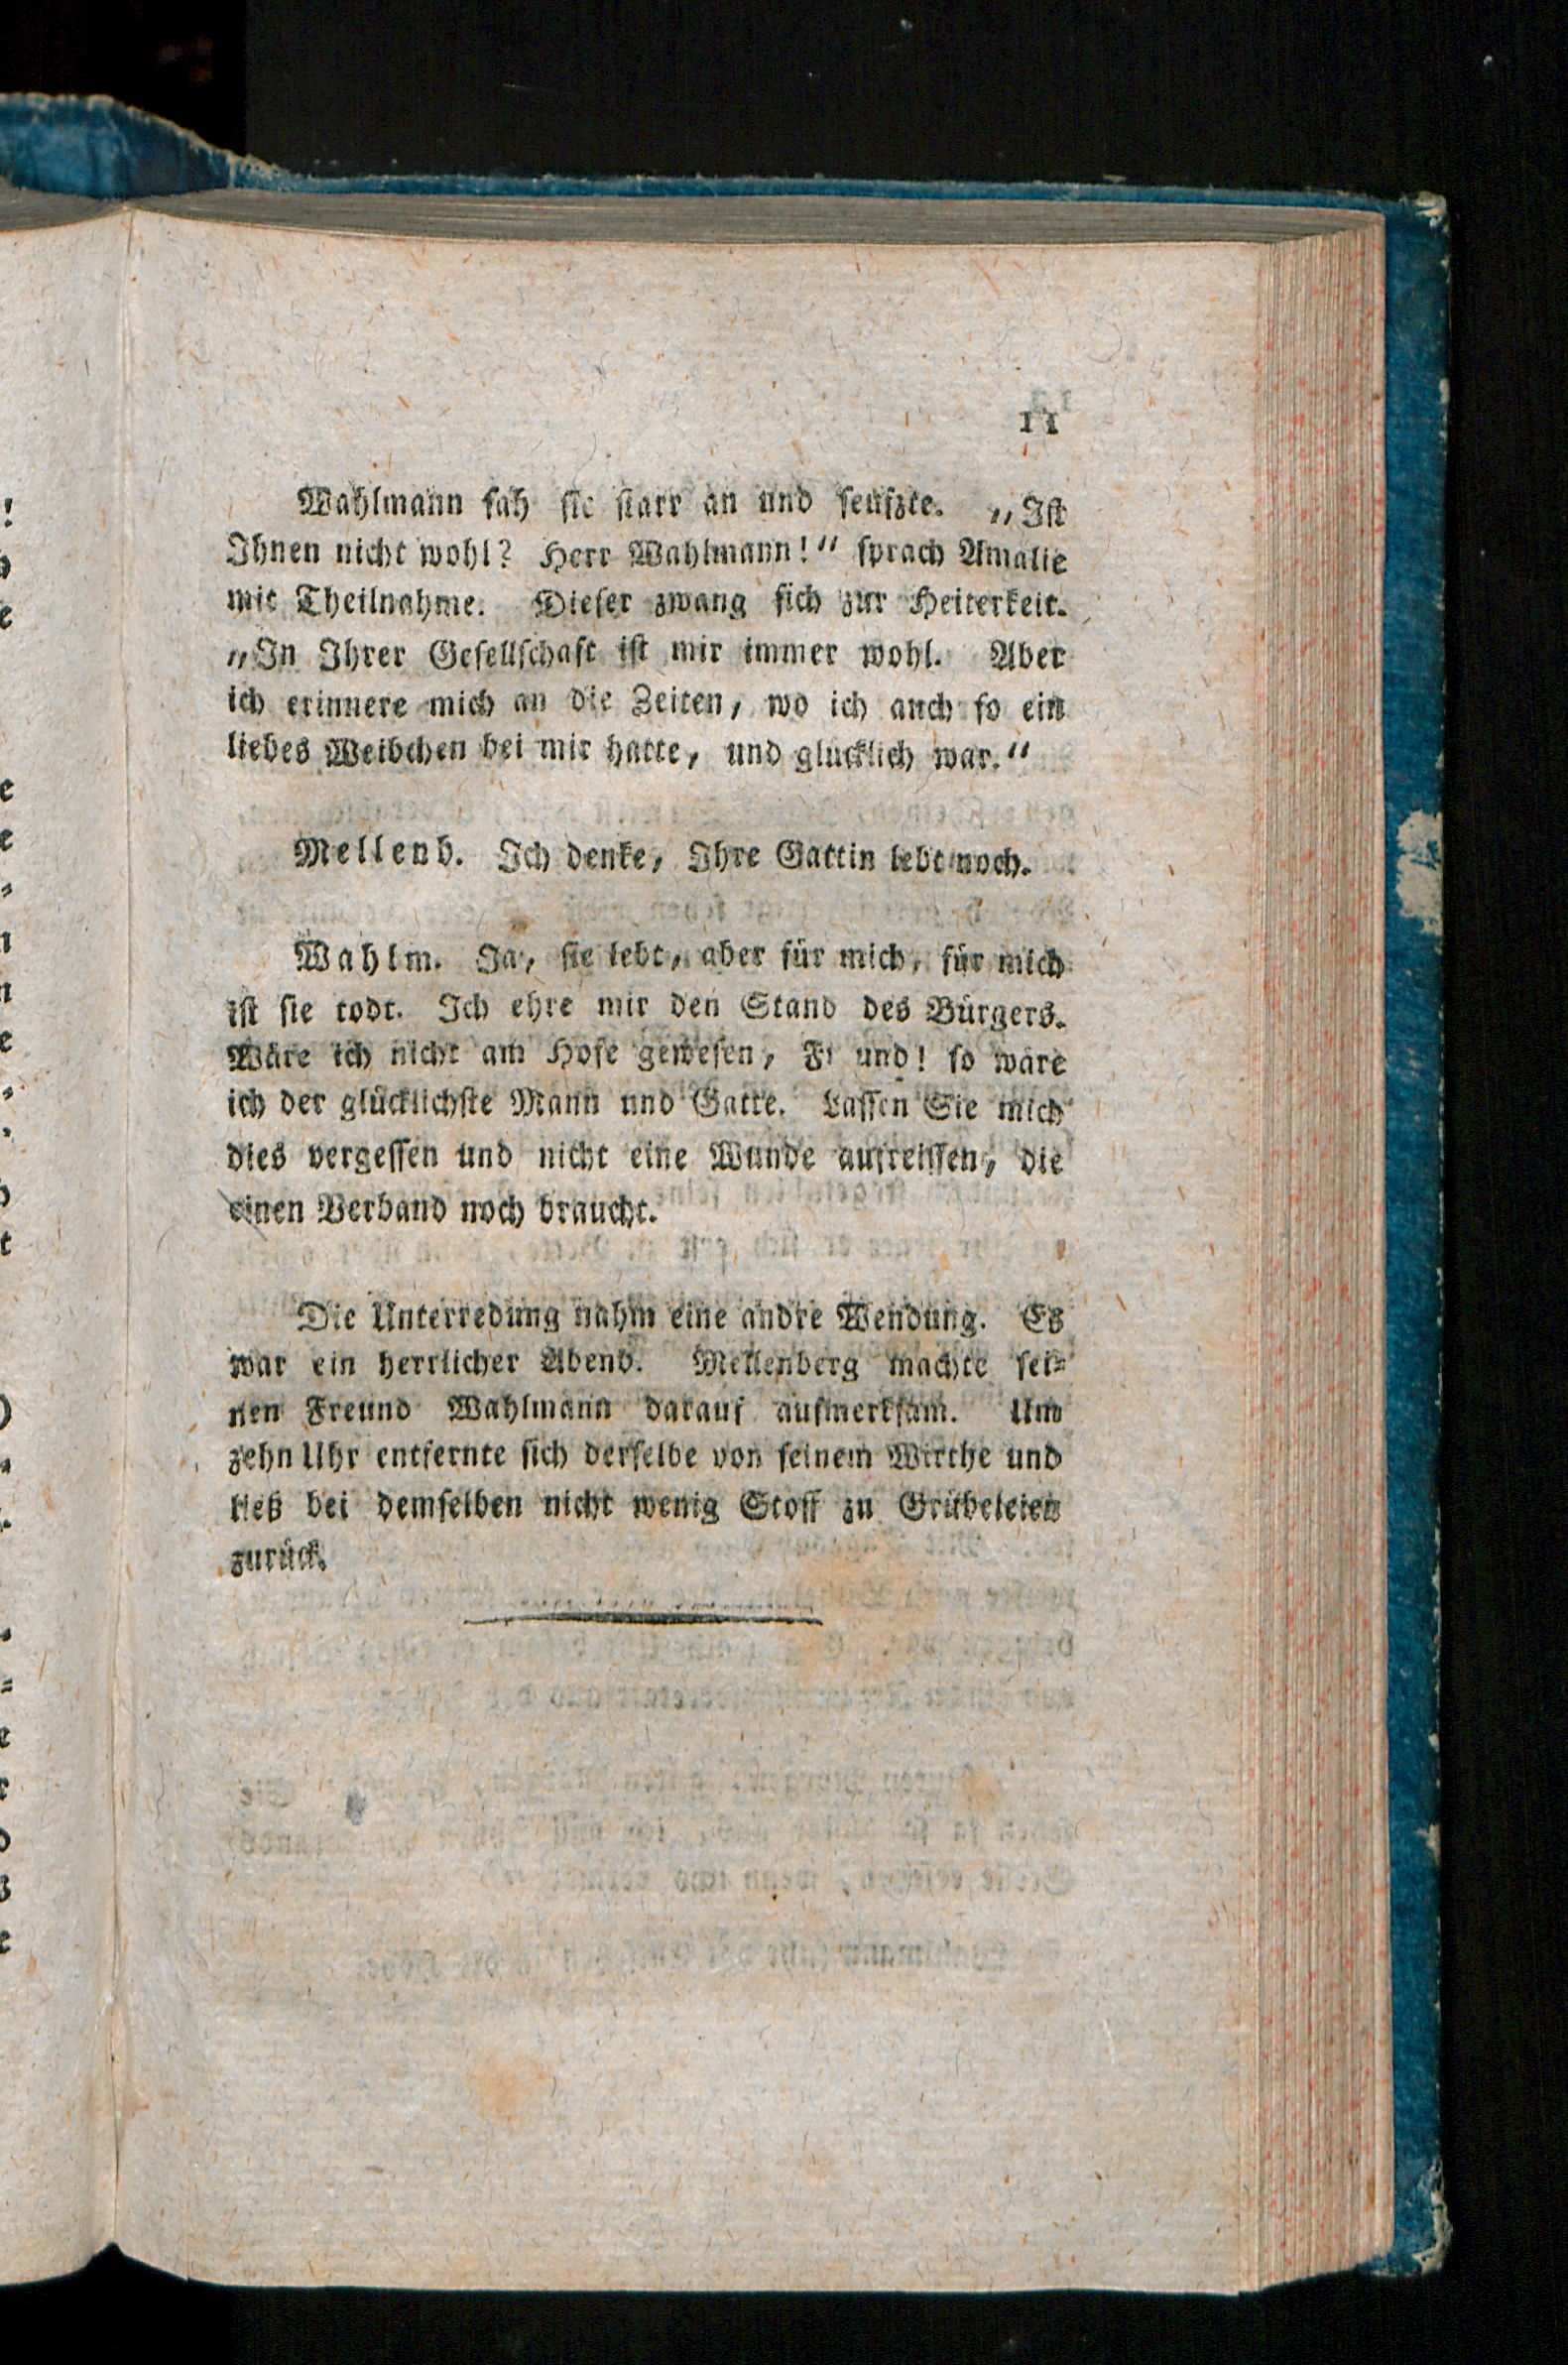 11
Wahlmann sah sie starr an und seufzte. „Ist
Ihnen nicht wohl? Herr Wahlmann!“ sprach Amalie
mit Theilnahme. Dieser zwang sich zur Heiterkeit.
„In Ihrer Gesellschaft ist mir immer wohl. Aber
ich erinnere mich an die Zeiten, wo ich auch so ein
liebes Weibchen bei mir hatte, und glücklich war.“
Mellenb. Ich denke, Ihre Gattin lebt noch.
Wahlm. Ja, sie lebt, aber für mich, für mich
ist sie todt. Ich ehre mir den Stand des Bürgers.
Wäre ich nicht am Hofe gewesen, Fr und! so wäre
ich der glücklichste Mann und Gatte. Lassen Sie mich
dies vergessen und nicht eine Wunde aufreissen, die
einen Verband noch braucht.
Die Unterredung nahm eine andre Wendung. Es
war ein herrlicher Abend. Mellenberg machte sei-
nen Freund Wahlmann darauf aufmerksam. Um
zehn Uhr entfernte sich derselbe von seinem Wirthe und
ließ bei demselben nicht wenig Stoff zu Grübeleien
zurück.